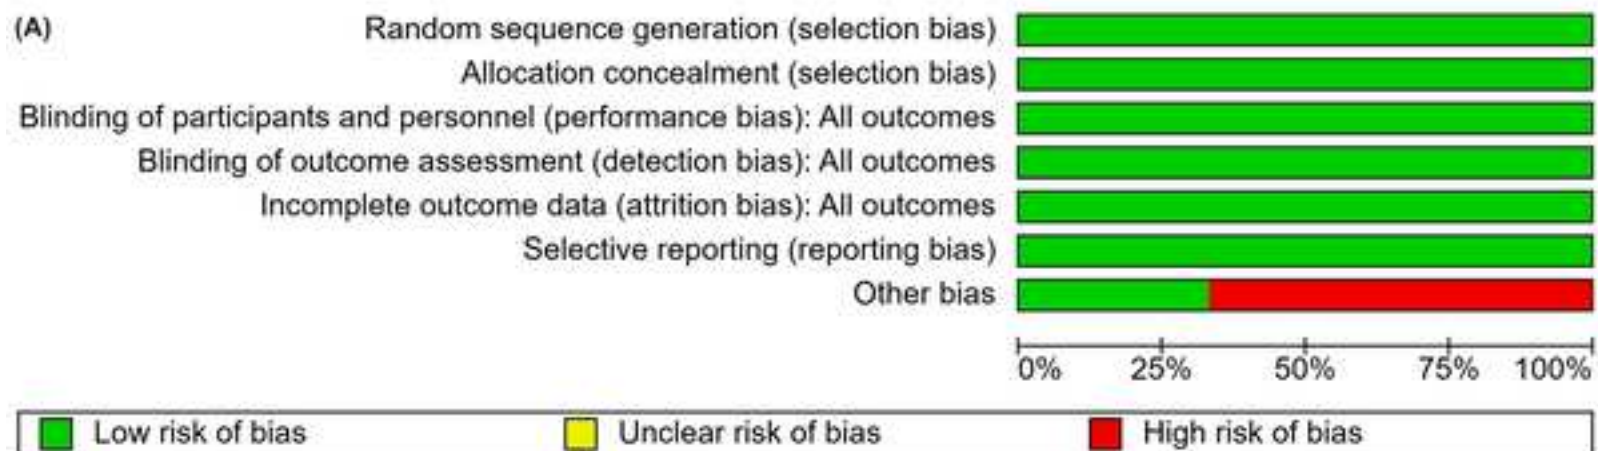 (A) Random sequence generation (selection bias)
Allocation concealment (selection bias)
Blinding of participants and personnel (performance bias): All outcomes
Blinding of outcome assessment (detection bias): All outcomes
Incomplete outcome data (attrition bias): All outcomes
Selective reporting (reporting bias)
Other bias
0% 25% 50% 75% 100%
Low risk of bias Unclear risk of bias High risk of bias